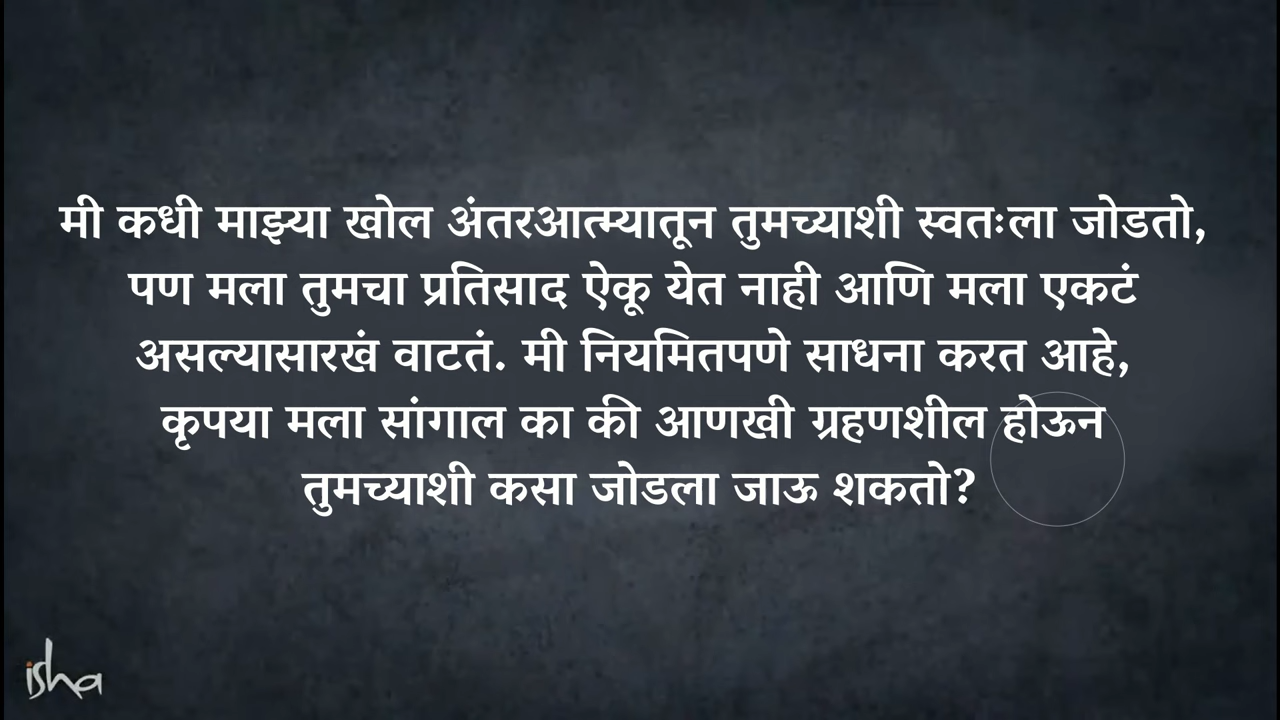 मी कधी माझ्या खोल अंतरआत्म्यातून तुमच्याशी स्वतःला जोडतो,
पण मला तुमचा प्रतिसाद ऐकू येत नाही आणि मला एकटं
असल्यासारखं वाटतं. मी नियमितपणे साधना करत आहे,
कृपया मला सांगाल का की आणखी ग्रहणशील होऊन
तुमच्याशी कसा जोडला जाऊ शकतो?
isha